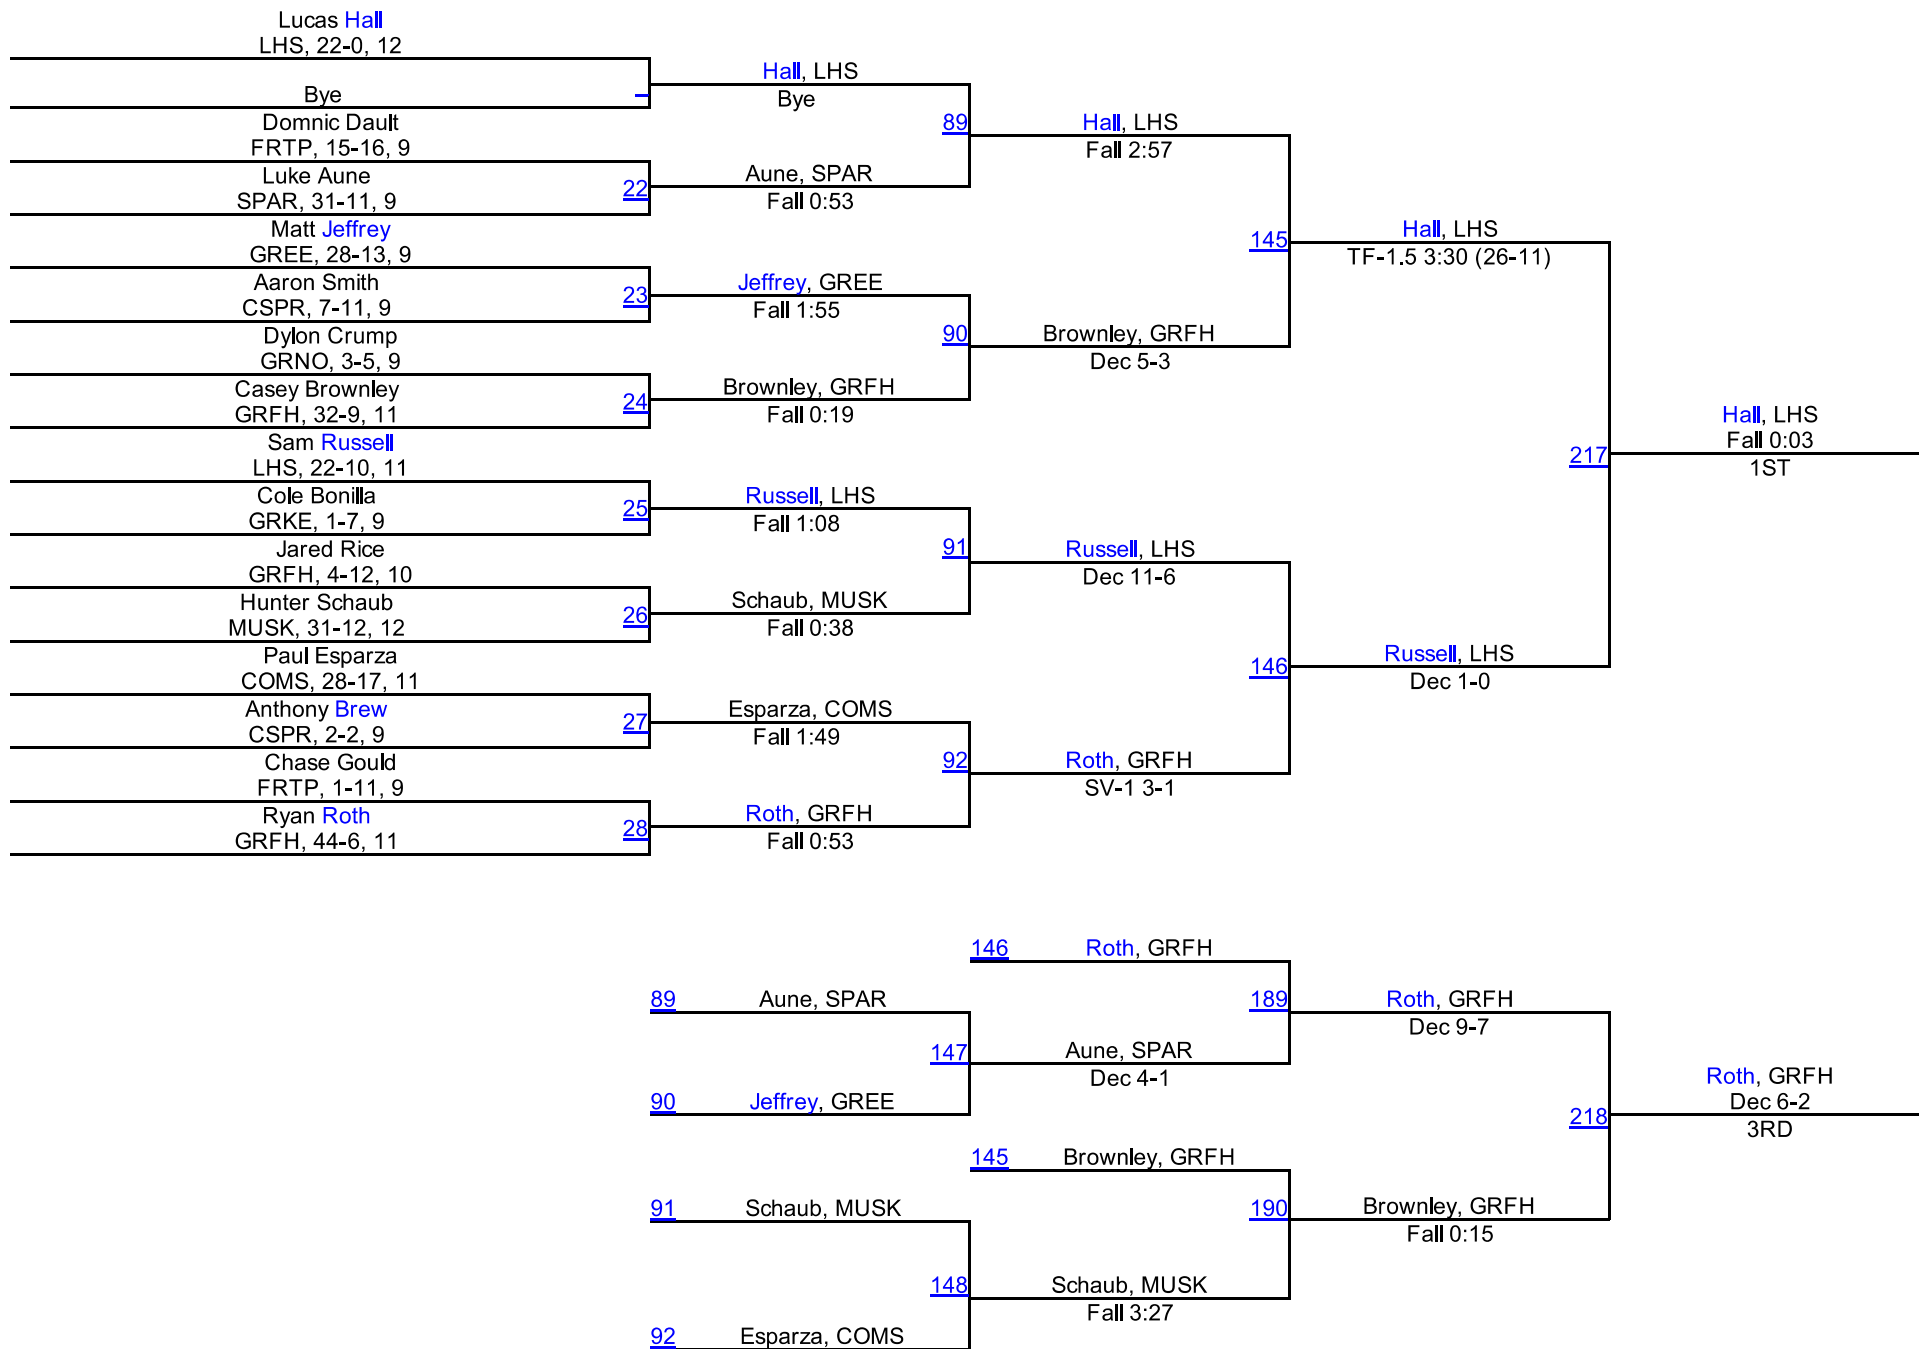 Lucas Hall
LHS, 22-0, 12
Bye
Domnic Dault
FRTP, 15-16, 9
Luke Aune
SPAR, 31-11, 9
Matt Jeffrey
GREE, 28-13, 9
Aaron Smith
CSPR, 7-11, 9
Dylon Crump
GRNO, 3-5, 9
Casey Brownley
GRFH, 32-9, 11
Sam Russell
LHS, 22-10, 11
Cole Bonilla
GRKE, 1-7, 9
Jared Rice
GRFH, 4-12, 10
Hunter Schaub
MUSK, 31-12, 12
Paul Esparza
COMS, 28-17, 11
Anthony Brew
CSPR, 2-2, 9
Chase Gould
FRTP, 1-11, 9
Ryan Roth
GRFH, 44-6, 11
22
23
24
25
26
27
28
Hall, LHS
Bye
Aune, SPAR
Fall 0:53
Jeffrey, GREE
Fall 1:55
Brownley, GRFH
Fall 0:19
Russell, LHS
Fall 1:08
Schaub, MUSK
Fall 0:38
Esparza, COMS
Fall 1:49
Roth, GRFH
Fall 0:53
89
90
91
92
Hall, LHS
Fall 2:57
Brownley, GRFH
Dec 5-3
Russell, LHS
Dec 11-6
Roth, GRFH
SV-1 3-1
145
146
Hall, LHS
TF-1.5 3:30 (26-11)
Russell, LHS
Dec 1-0
217
Hall, LHS
Fall 0:03
1ST
89 Aune, SPAR
90 Jeffrey, GREE
91 Schaub, MUSK
92 Esparza, COMS
147
148
146 Roth, GRFH
Aune, SPAR
Dec 4-1
145 Brownley, GRFH
Schaub, MUSK
Fall 3:27
189
190
Roth, GRFH
Dec 9-7
Brownley, GRFH
Fall 0:15
218
Roth, GRFH
Dec 6-2
3RD